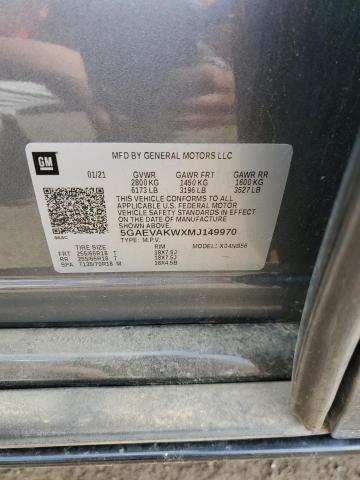 GM
MFD BY GENERAL MOTORS LLC
01/21 GVWR GAWR FRT GAWR RR
2800 KG 1450 KG 1600 KG
6173 LB 3196 LB 3527 LB
THIS VEHICLE CONFORMS TO ALL
APPLICABLE U.S. FEDERAL MOTOR
VEHICLE SAFETY STANDARDS IN
EFFECT ON THE DATE OF MANUFACTURE
SHOWN ABOVE.
5GAEVAKWXMJ149970
TYPE: M.P.V. MODEL: X04NB56
TIRE SIZE RIM
FRT 255/65R18 T 18X7.5J
RR 255/65R18 T 18X7.5J
SPA T135/70R18 M 18X4.5B